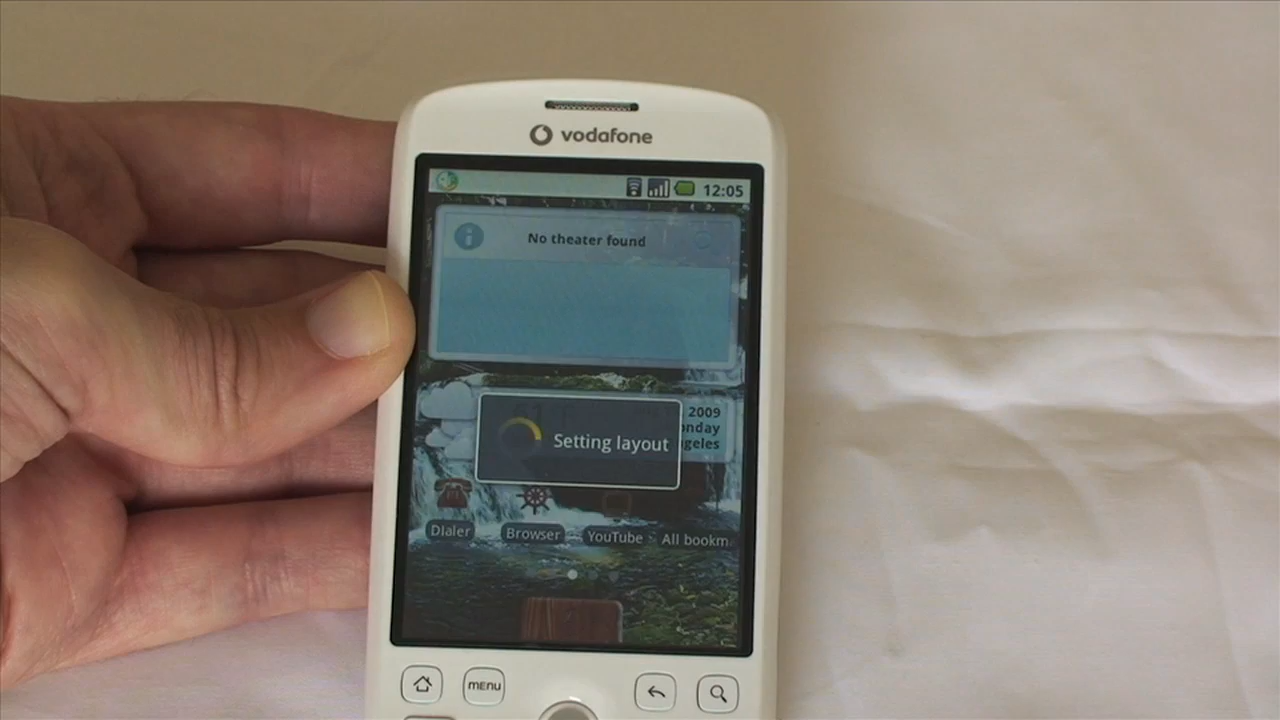 vodafone
12:05
No theater found
2009
onday
geles
Setting layout
Dialer
Browser
YouTube
All bookm
MENU